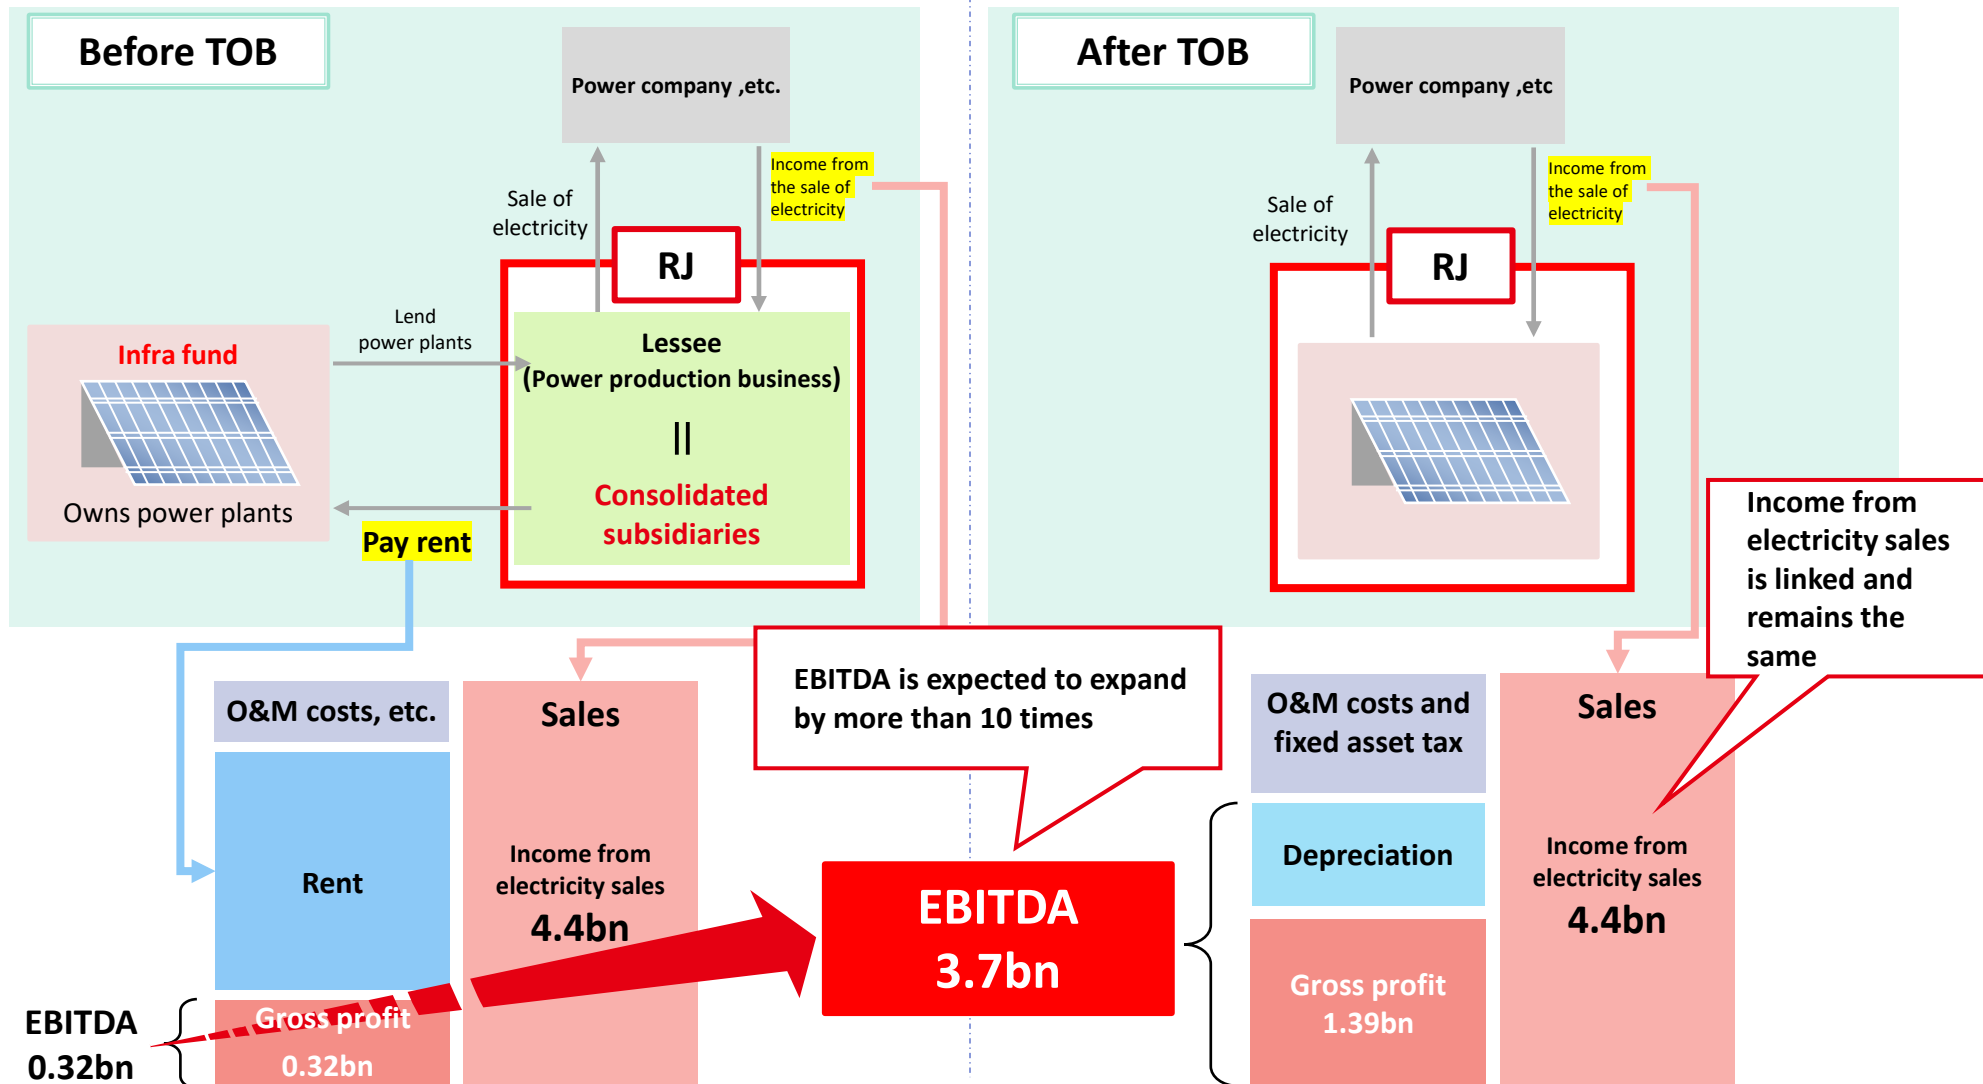 Before TOB
Power company ,etc.
Income from
the sale of
electricity
Sale of
electricity
RJ
Lend
power plants
Infra fund
Owns power plants
Lessee
(Power production business)
||
Consolidated
subsidiaries
Pay rent
O&M costs, etc.
Rent
Gross profit
0.32bn
EBITDA
0.32bn
Sales
Income from
electricity sales
4.4bn
EBITDA is expected to expand
by more than 10 times
EBITDA
3.7bn
After TOB
Power company ,etc
Income from
the sale of
electricity
Sale of
electricity
RJ
Income from
electricity sales
is linked and
remains the
same
O&M costs and
fixed asset tax
Depreciation
Gross profit
1.39bn
Sales
Income from
electricity sales
4.4bn